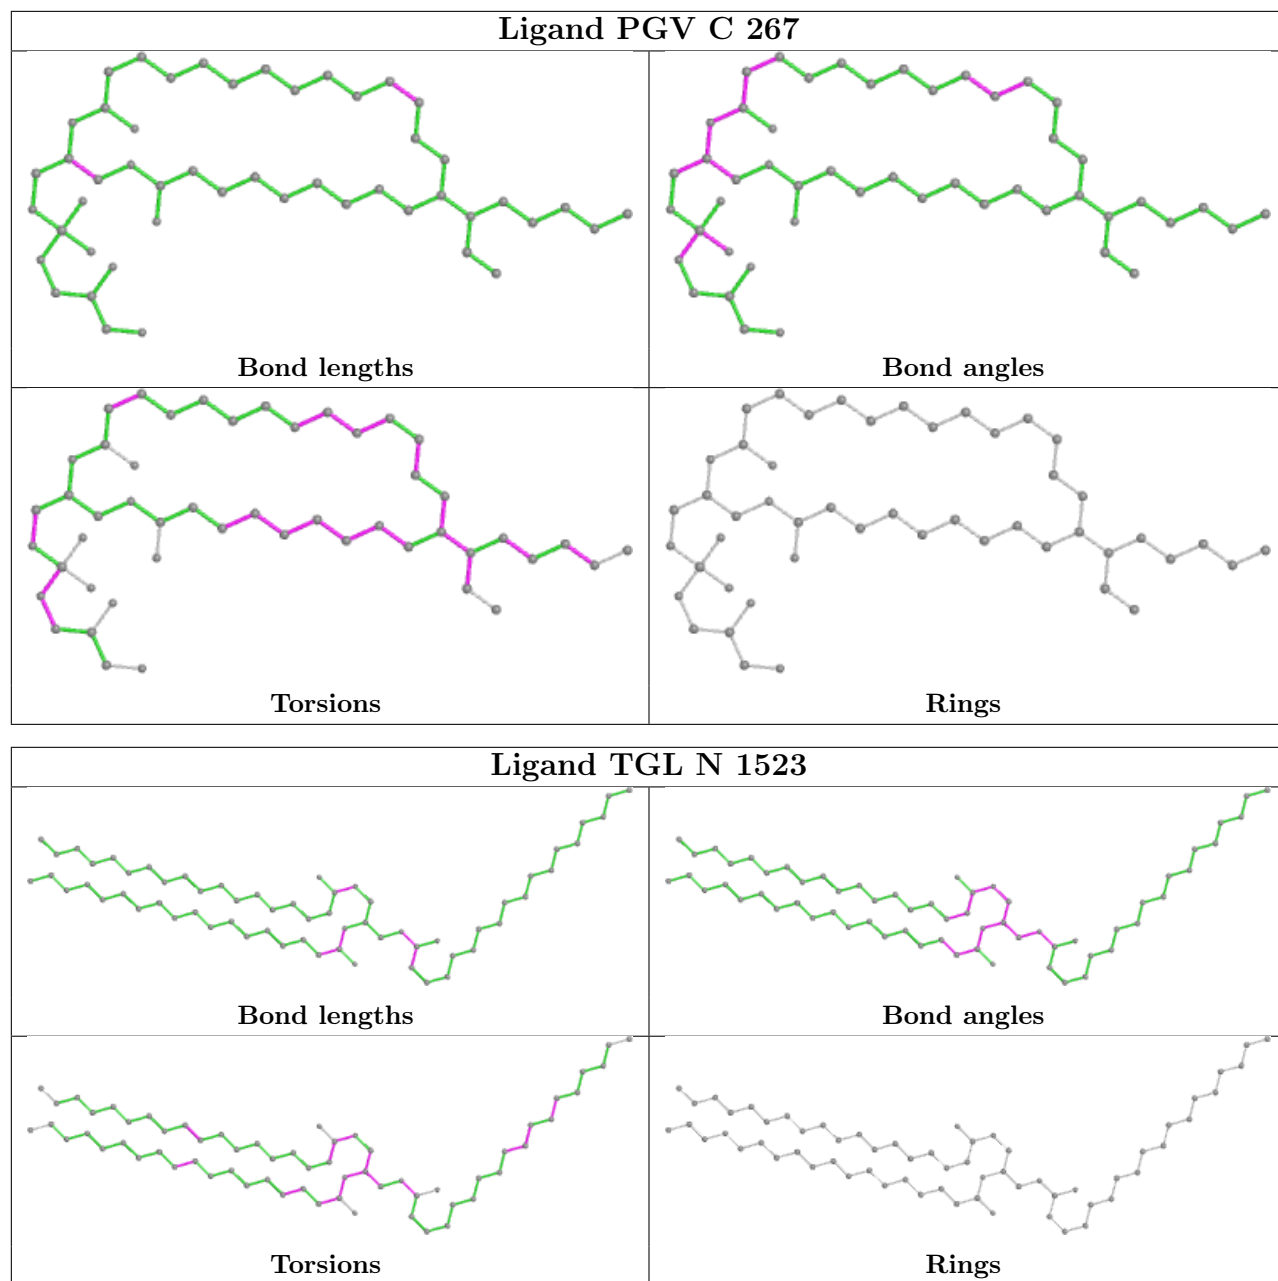 Ligand PGV C 267
Bond lengths
Bond angles
Torsions
Rings
Ligand TGL N 1523
Bond lengths
Bond angles
Torsions
Rings